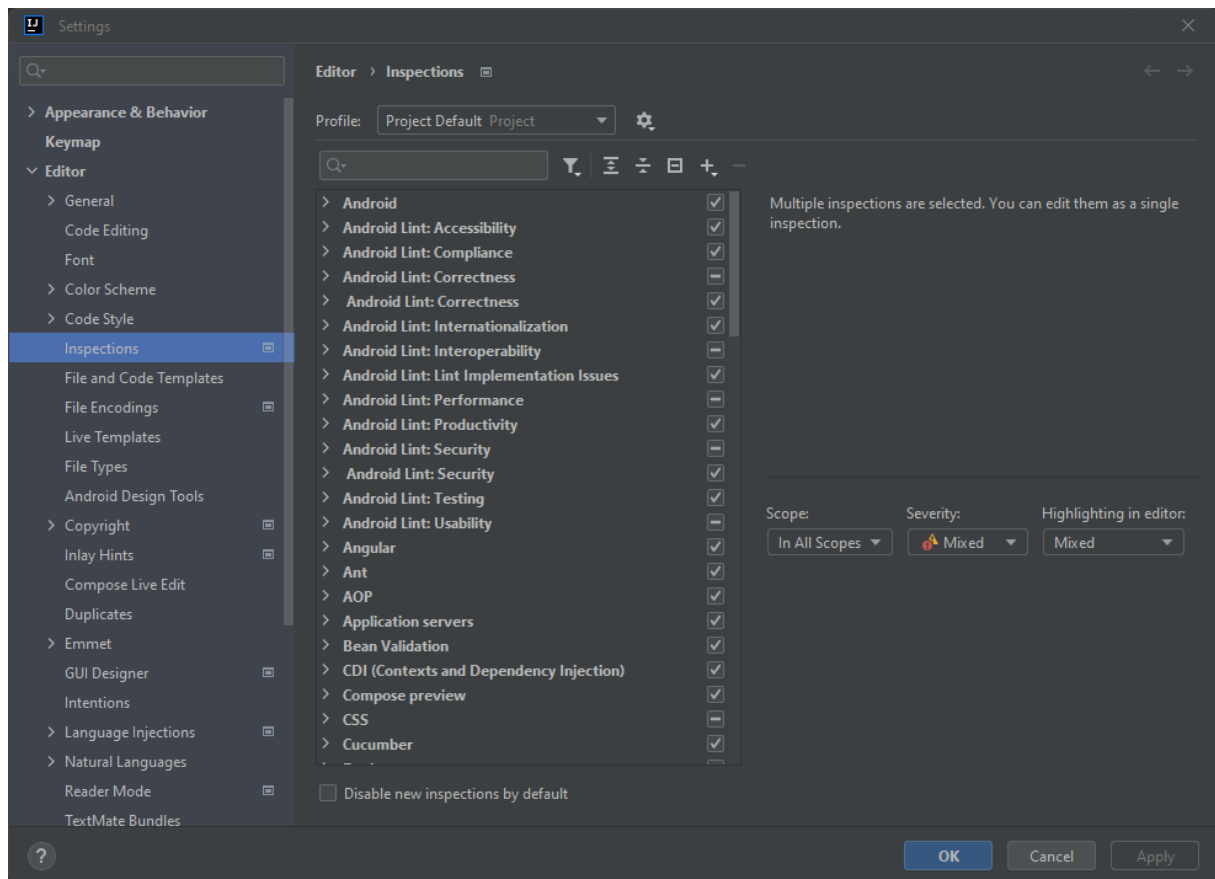 Settings
Appearance & Behavior
Keymap
Editor
General
Code Editing
Font
Color Scheme
Code Style
Inspections
File and Code Templates
File Encodings
Live Templates
File Types
Android Design Tools
Copyright
Inlay Hints
Compose Live Edit
Duplicates
Emmet
GUI Designer
Intentions
Language Injections
Natural Languages
Reader Mode
TextMate Bundles
Editor › Inspections
Profile: Project Default Project
Android
Android Lint: Accessibility
Android Lint: Compliance
Android Lint: Correctness
Android Lint: Correctness
Android Lint: Internationalization
Android Lint: Interoperability
Android Lint: Lint Implementation Issues
Android Lint: Performance
Android Lint: Productivity
Android Lint: Security
Android Lint: Security
Android Lint: Testing
Android Lint: Usability
Angular
Ant
AOP
Application servers
Bean Validation
CDI (Contexts and Dependency Injection)
Compose preview
CSS
Cucumber
Disable new inspections by default
Multiple inspections are selected. You can edit them as a single
inspection.
Scope: Severity: Highlighting in editor:
In All Scopes Mixed Mixed
? OK Cancel Apply